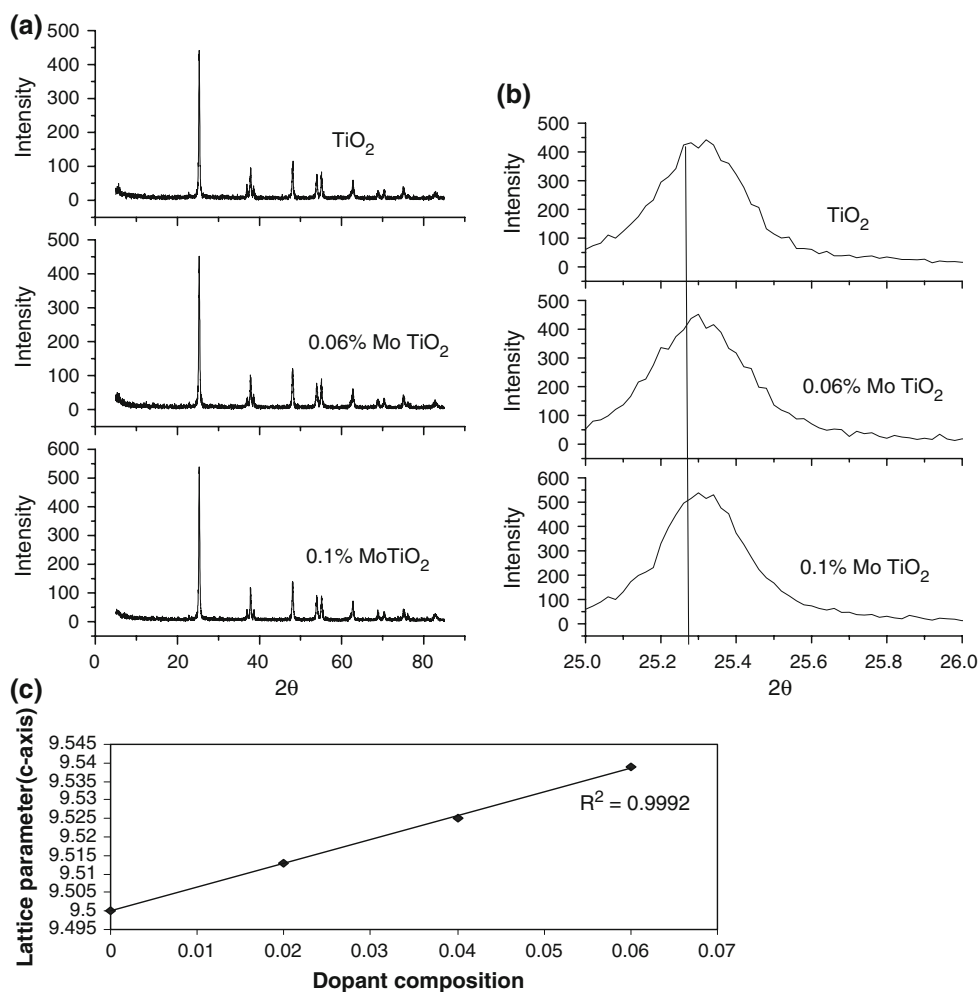 (a)
500
400
300
200
100
0
Intensity
TiO2
500
400
300
200
100
0
Intensity
0.06% Mo TiO2
600
500
400
300
200
100
0
Intensity
0.1% MoTiO2
0 20 40 60 80
2θ
(b)
500
400
300
200
100
0
Intensity
TiO2
500
400
300
200
100
0
Intensity
0.06% Mo TiO2
600
500
400
300
200
100
0
Intensity
0.1% Mo TiO2
25.0 25.2 25.4 25.6 25.8 26.0
2θ
(c)
Lattice parameter(c-axis)
9.545
9.54
9.535
9.53
9.525
9.52
9.515
9.51
9.505
9.5
9.495
R2 = 0.9992
0 0.01 0.02 0.03 0.04 0.05 0.06 0.07
Dopant composition